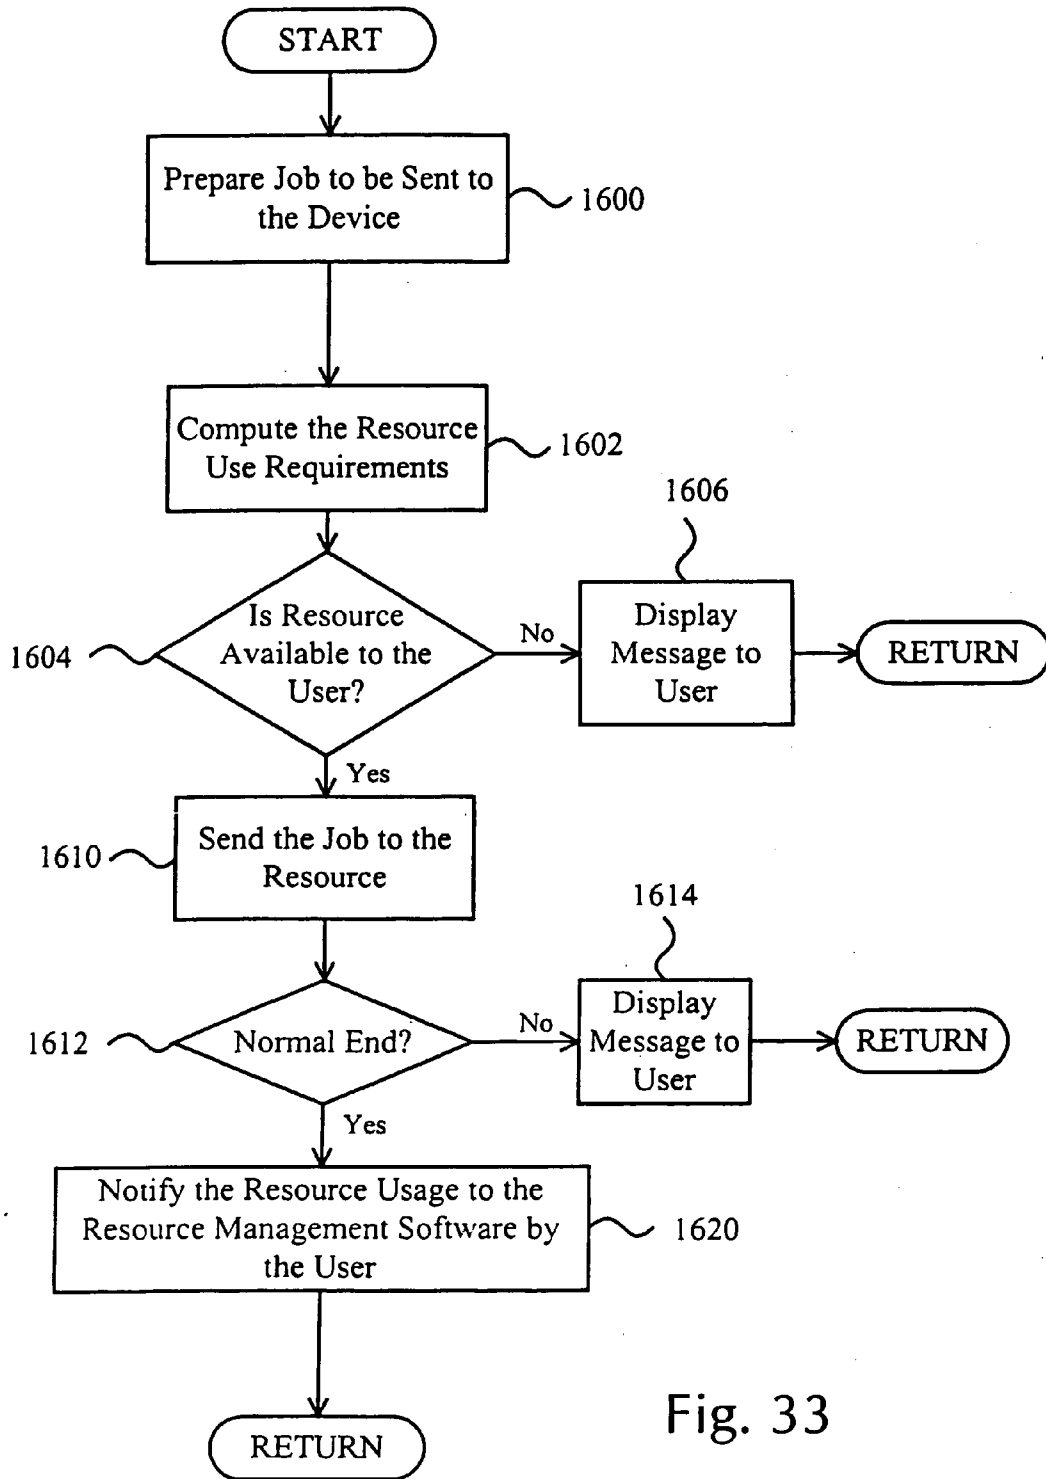 START
Prepare Job to be Sent to
the Device
1600
Compute the Resource
Use Requirements
1602
1606
Is Resource
Available to the
User?
1604
No
Display
Message to
User
RETURN
Yes
Send the Job to the
Resource
1610
1614
Normal End?
1612
No
Display
Message to
User
RETURN
Yes
Notify the Resource Usage to the
Resource Management Software by
the User
1620
RETURN
Fig. 33